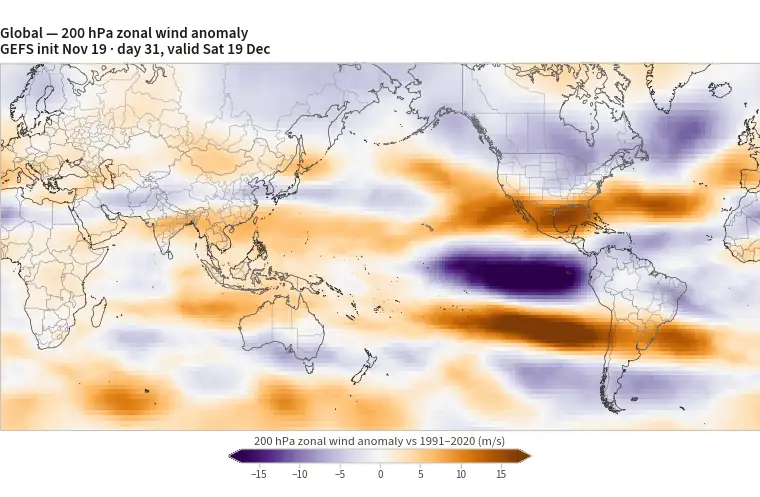 Global — 200 hPa zonal wind anomaly
GEFS init Nov 19 · day 31, valid Sat 19 Dec
200 hPa zonal wind anomaly vs 1991–2020 (m/s)
−15 −10 −5 0 5 10 15